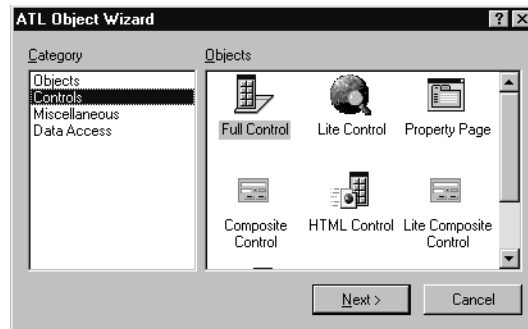 ATL Object Wizard
? X
Category
Objects
Objects
Controls
Miscellaneous
Data Access
Full Control
Lite Control
Property Page
Composite
Control
HTML Control
Lite Composite
Control
Next >
Cancel